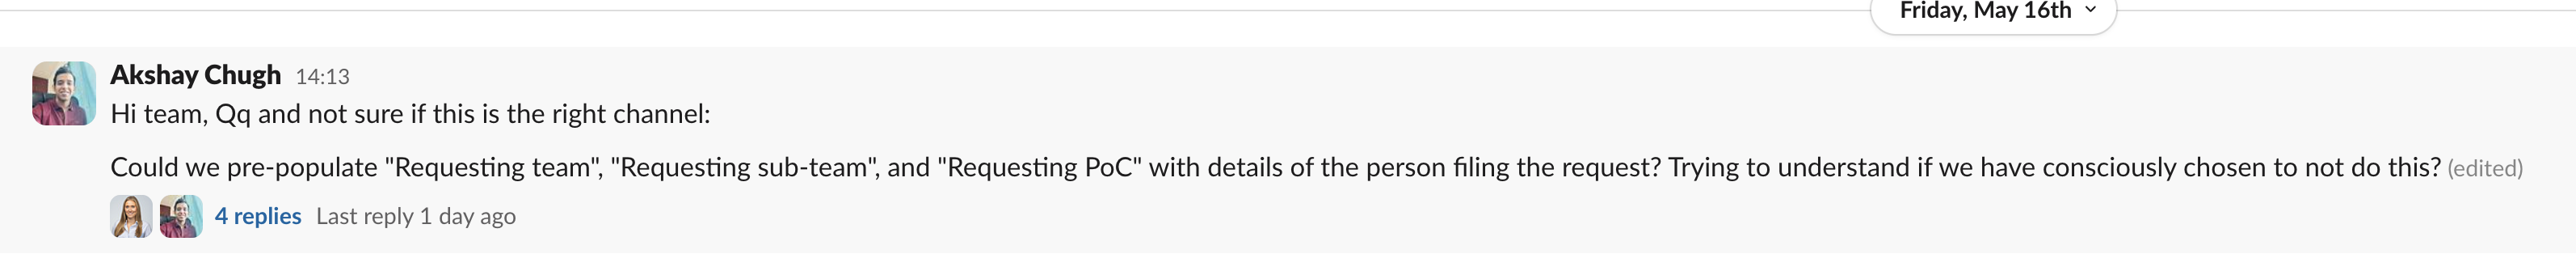 Friday, May 16th
Akshay Chugh 14:13
Hi team, Qq and not sure if this is the right channel:
Could we pre-populate "Requesting team", "Requesting sub-team", and "Requesting PoC" with details of the person filing the request? Trying to understand if we have consciously chosen to not do this? (edited)
4 replies Last reply 1 day ago